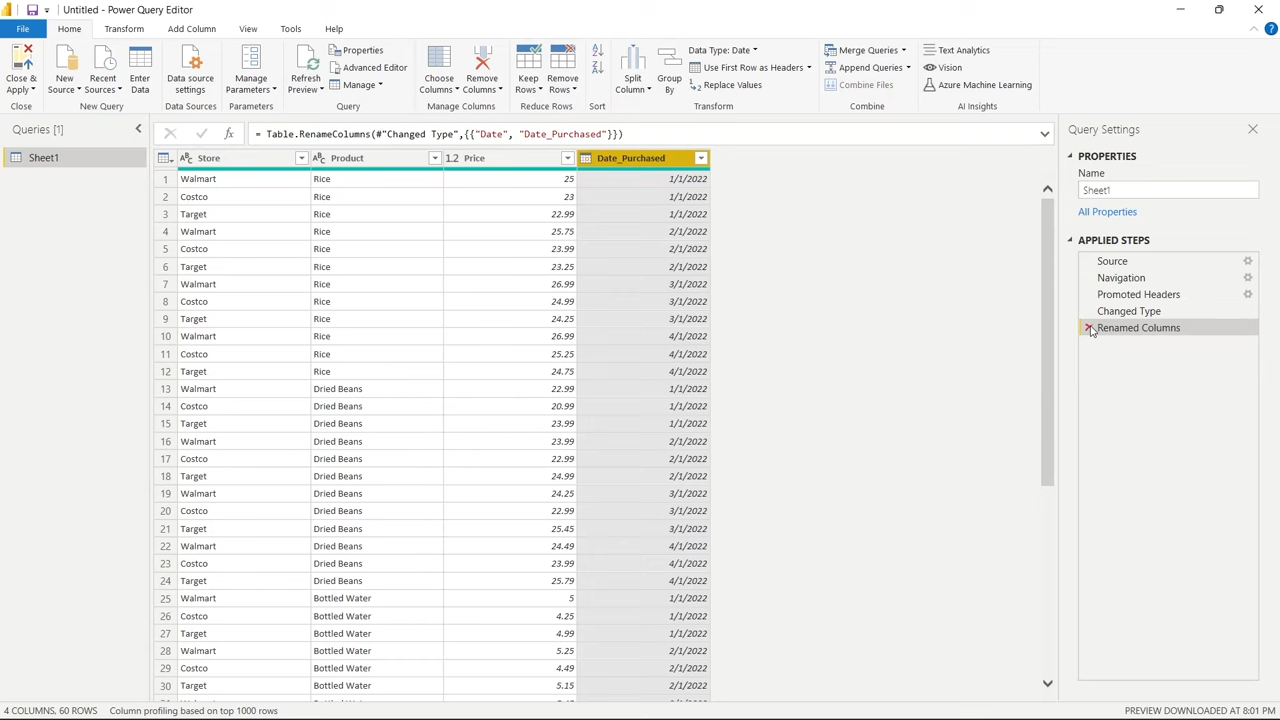 Untitled - Power Query Editor
File Home Transform Add Column View Tools Help
Close & Apply New Source Recent Sources Enter Data Data source settings Manage Parameters Refresh Preview Properties Advanced Editor Manage Choose Columns Remove Columns Keep Rows Remove Rows Split Column Group By Data Type: Date Use First Row as Headers Replace Values Merge Queries Append Queries Combine Files Text Analytics Vision Azure Machine Learning
Close New Query Data Sources Parameters Query Manage Columns Reduce Rows Sort Transform Combine AI Insights
Queries [1]
Sheet1
= Table.RenameColumns(#"Changed Type",{{"Date", "Date_Purchased"}})
Store Product 1.2 Price Date_Purchased
1 Walmart Rice 25 1/1/2022
2 Costco Rice 23 1/1/2022
3 Target Rice 22.99 1/1/2022
4 Walmart Rice 25.75 2/1/2022
5 Costco Rice 23.99 2/1/2022
6 Target Rice 23.25 2/1/2022
7 Walmart Rice 26.99 3/1/2022
8 Costco Rice 24.99 3/1/2022
9 Target Rice 24.25 3/1/2022
10 Walmart Rice 26.99 4/1/2022
11 Costco Rice 25.25 4/1/2022
12 Target Rice 24.75 4/1/2022
13 Walmart Dried Beans 22.99 1/1/2022
14 Costco Dried Beans 20.99 1/1/2022
15 Target Dried Beans 23.99 1/1/2022
16 Walmart Dried Beans 23.99 2/1/2022
17 Costco Dried Beans 22.99 2/1/2022
18 Target Dried Beans 24.99 2/1/2022
19 Walmart Dried Beans 24.25 3/1/2022
20 Costco Dried Beans 22.99 3/1/2022
21 Target Dried Beans 25.45 3/1/2022
22 Walmart Dried Beans 24.49 4/1/2022
23 Costco Dried Beans 23.99 4/1/2022
24 Target Dried Beans 25.79 4/1/2022
25 Walmart Bottled Water 5 1/1/2022
26 Costco Bottled Water 4.25 1/1/2022
27 Target Bottled Water 4.99 1/1/2022
28 Walmart Bottled Water 5.25 2/1/2022
29 Costco Bottled Water 4.49 2/1/2022
30 Target Bottled Water 5.15 2/1/2022
Query Settings
PROPERTIES
Name
Sheet1
All Properties
APPLIED STEPS
Source
Navigation
Promoted Headers
Changed Type
Renamed Columns
4 COLUMNS, 60 ROWS Column profiling based on top 1000 rows PREVIEW DOWNLOADED AT 8:01 PM